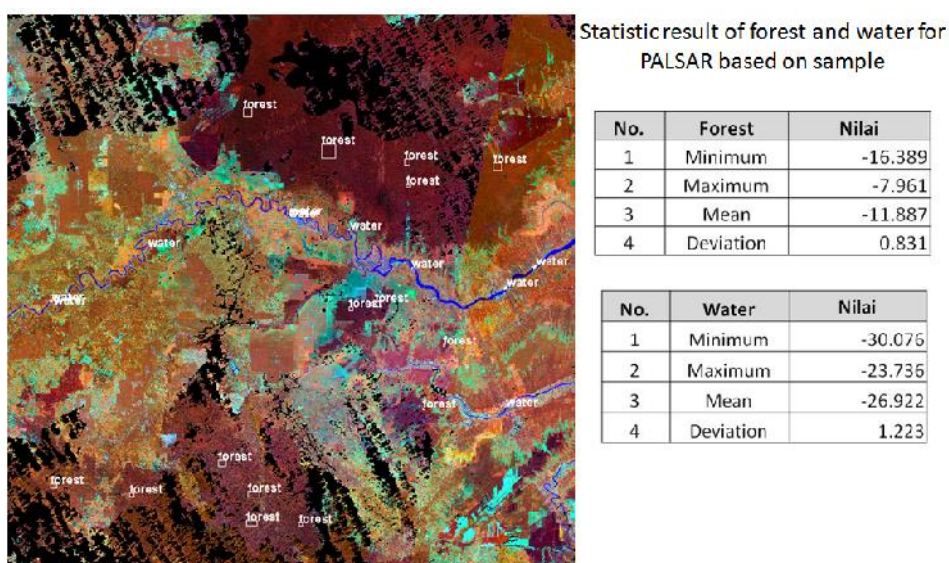 Statistic result of forest and water for
PALSAR based on sample
No. Forest Nilai
1 Minimum -16.389
2 Maximum -7.961
3 Mean -11.887
4 Deviation 0.831
No. Water Nilai
1 Minimum -30.076
2 Maximum -23.736
3 Mean -26.922
4 Deviation 1.223
forest
forest
forest
forest
forest
water
water
water
water
water
water
water
forest
forest
forest
forest
water
forest
forest
forest
forest
forest
forest